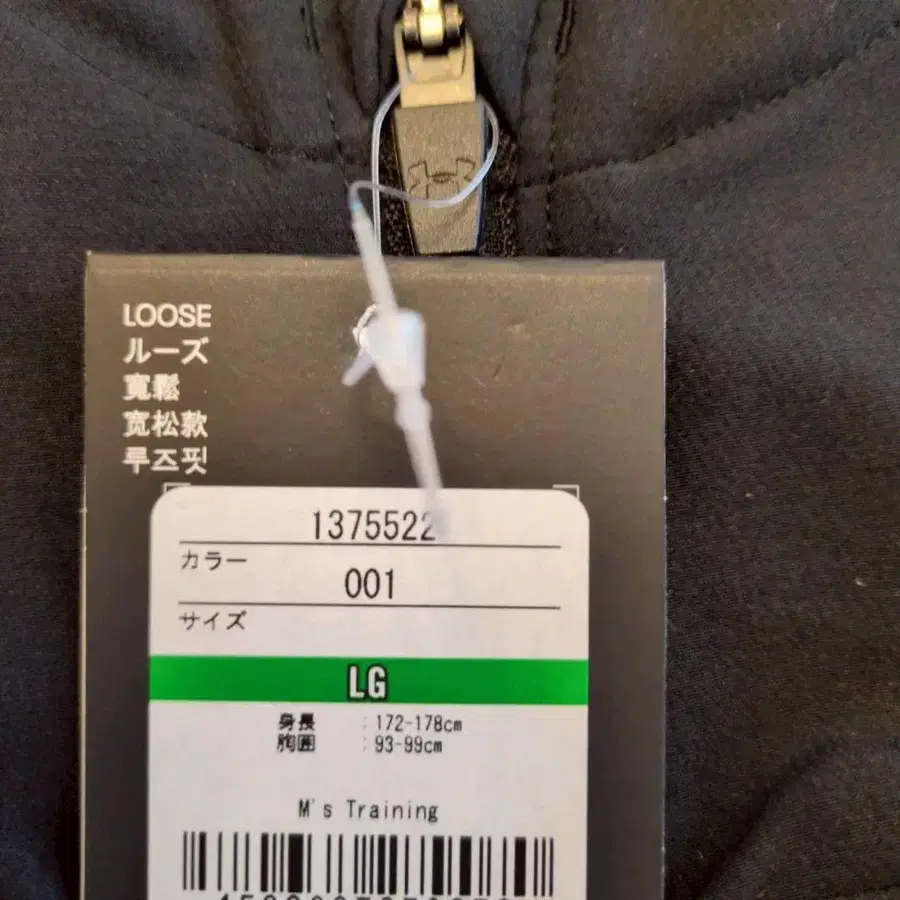 LOOSE
ルーズ
寬鬆
宽松款
루즈핏
1375522
カラー
001
サイズ
LG
身長 : 172-178cm
胸囲 : 93-99cm
M's Training